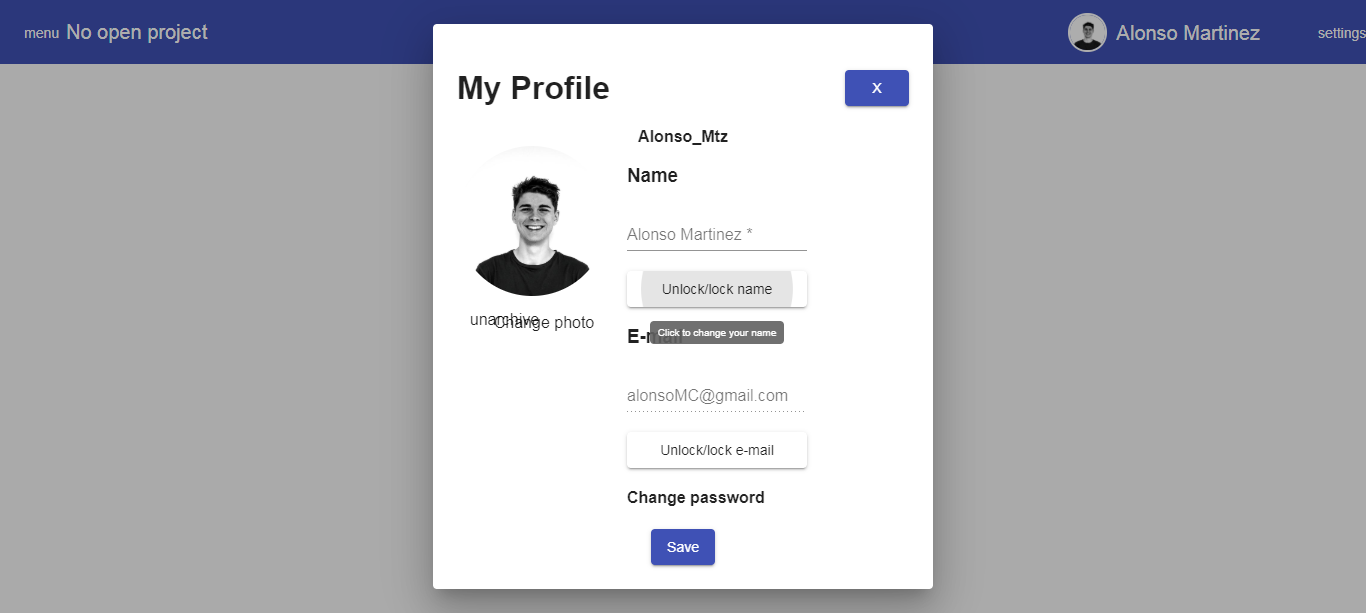 menu No open project
Alonso Martinez
settings
My Profile
X
Alonso_Mtz
Name
Alonso Martinez *
Unlock/lock name
unarchive
Change photo
Click to change your name
E-mail
alonsoMC@gmail.com
Unlock/lock e-mail
Change password
Save